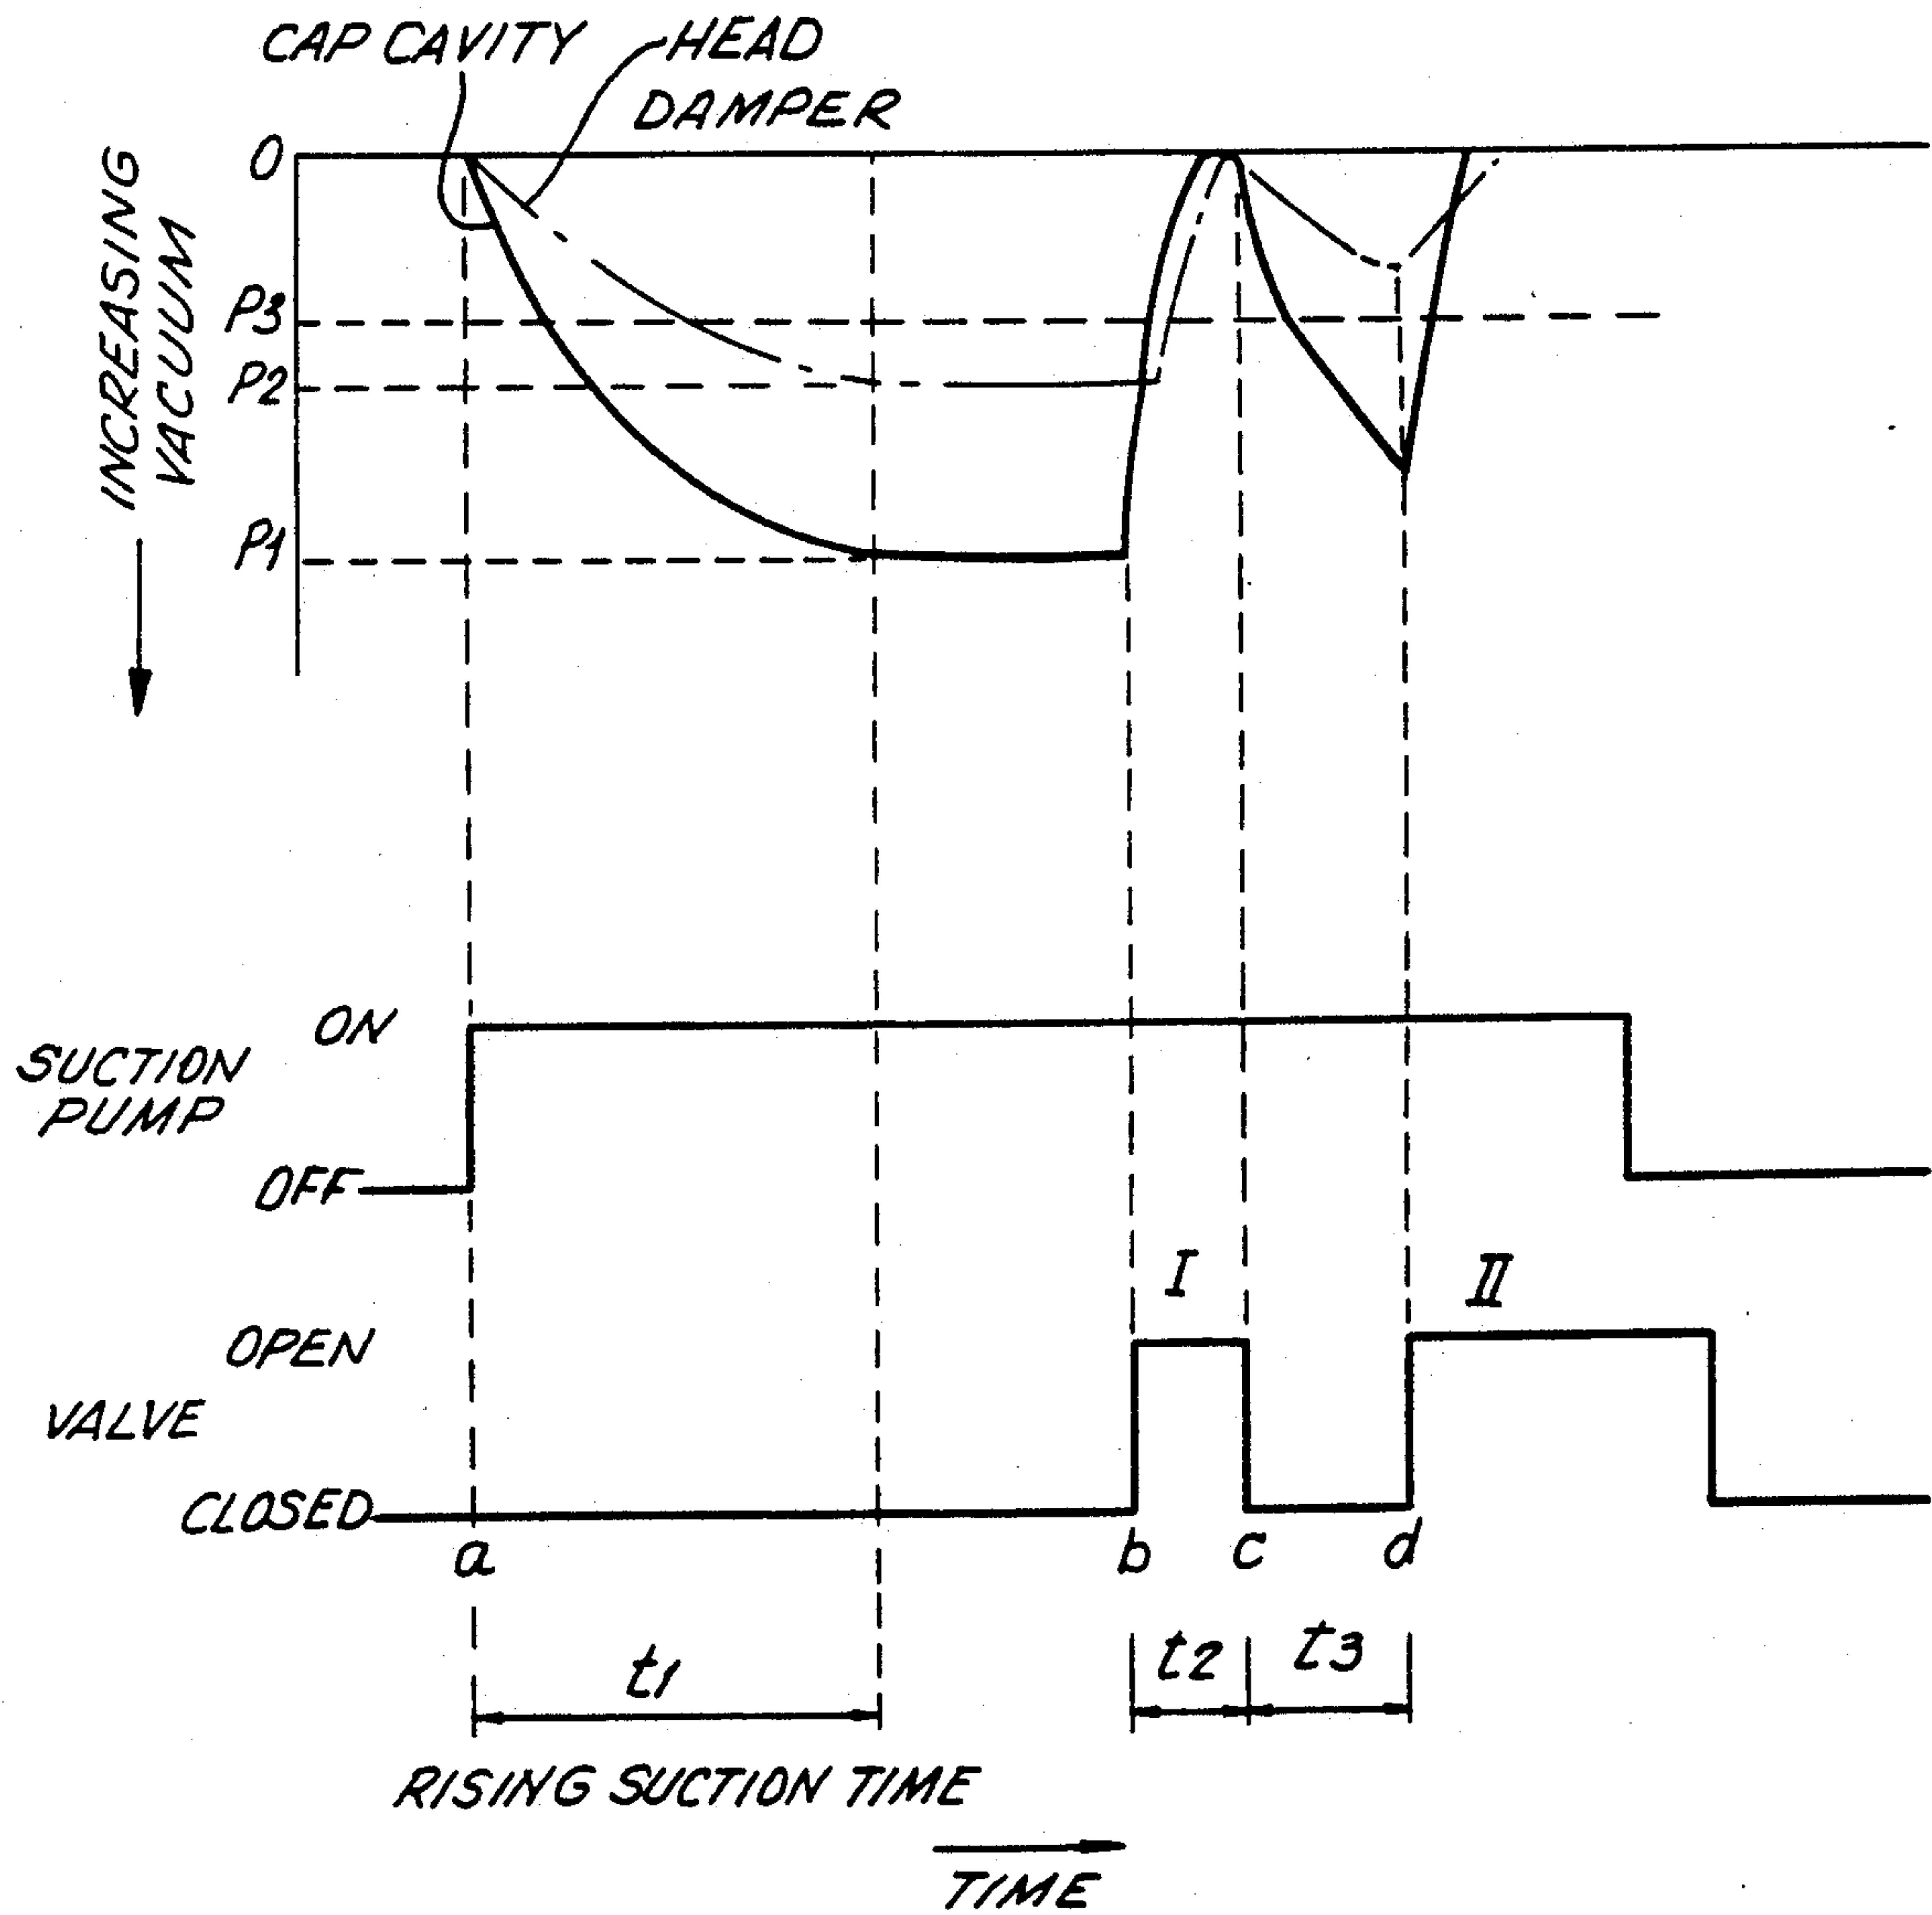 CAP CAVITY
HEAD
DAMPER
0
INCREASING
VACUUM
P3
P2
P1
ON
SUCTION
PUMP
OFF
I
II
OPEN
VALVE
CLOSED
a
b
c
d
t1
t2
t3
RISING SUCTION TIME
TIME